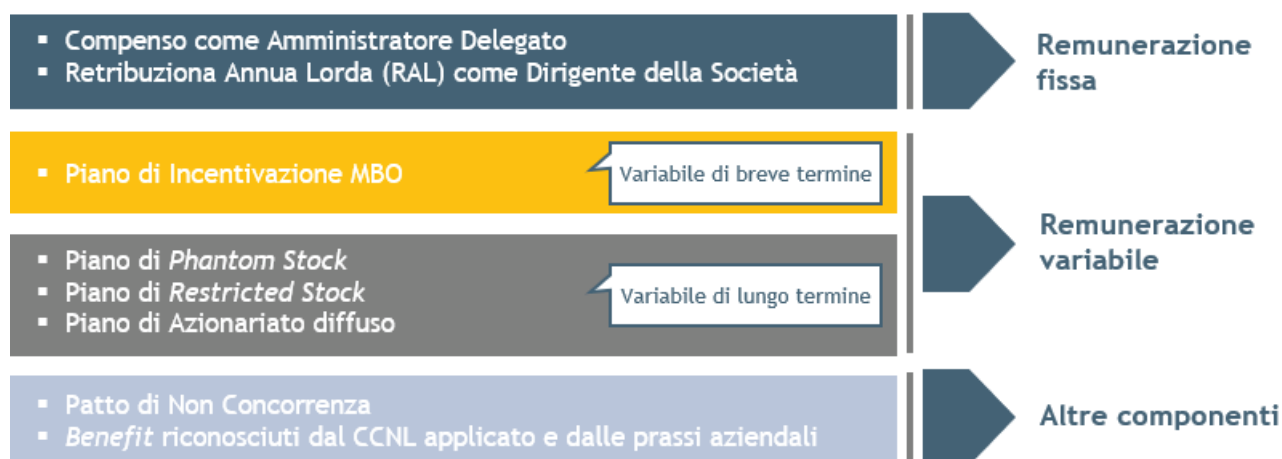 ▪ Compenso come Amministratore Delegato
▪ Retribuziona Annua Lorda (RAL) come Dirigente della Società
Remunerazione
fissa
▪ Piano di Incentivazione MBO
Variabile di breve termine
▪ Piano di Phantom Stock
▪ Piano di Restricted Stock
▪ Piano di Azionariato diffuso
Variabile di lungo termine
Remunerazione
variabile
▪ Patto di Non Concorrenza
▪ Benefit riconosciuti dal CCNL applicato e dalle prassi aziendali
Altre componenti